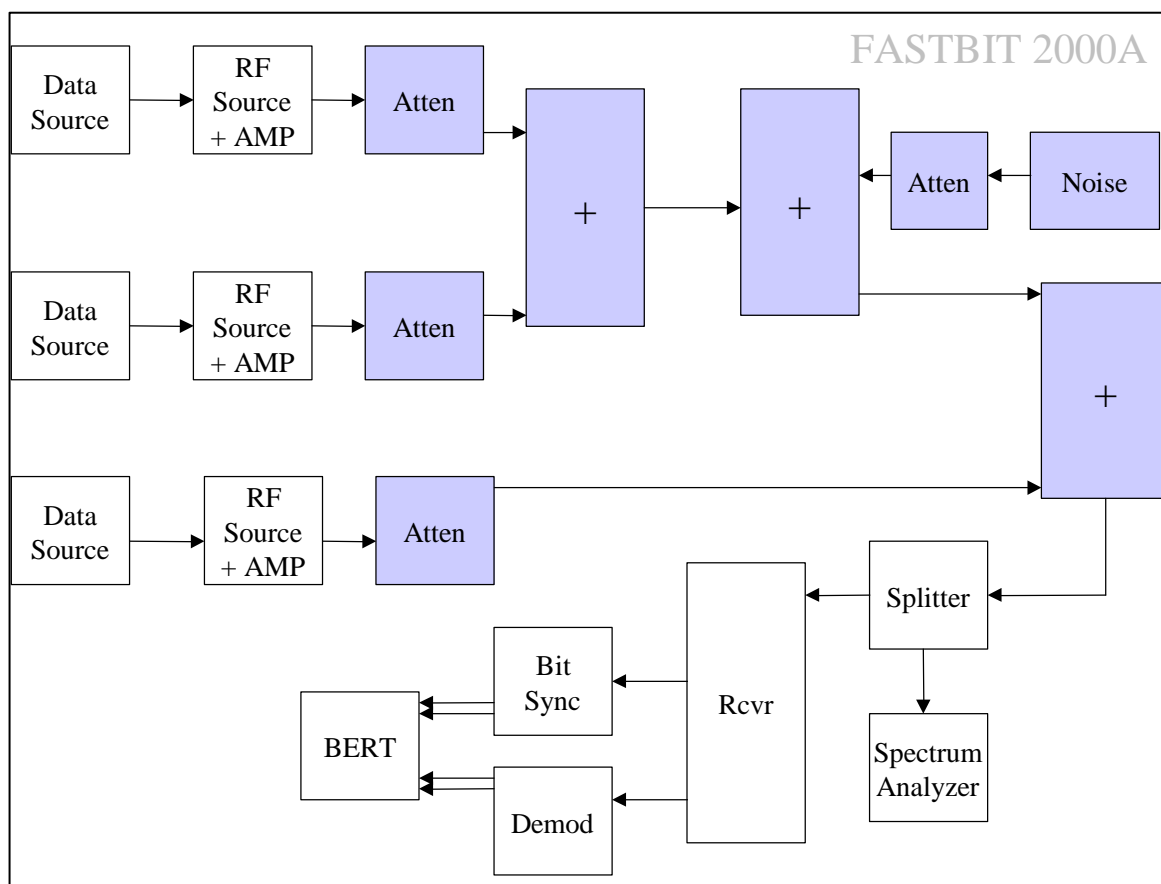 FASTBIT 2000A
Data
Source
RF
Source
+ AMP
Atten
+
+
Atten
Noise
Data
Source
RF
Source
+ AMP
Atten
+
Data
Source
RF
Source
+ AMP
Atten
Splitter
Bit
Sync
Rcvr
BERT
Spectrum
Analyzer
Demod